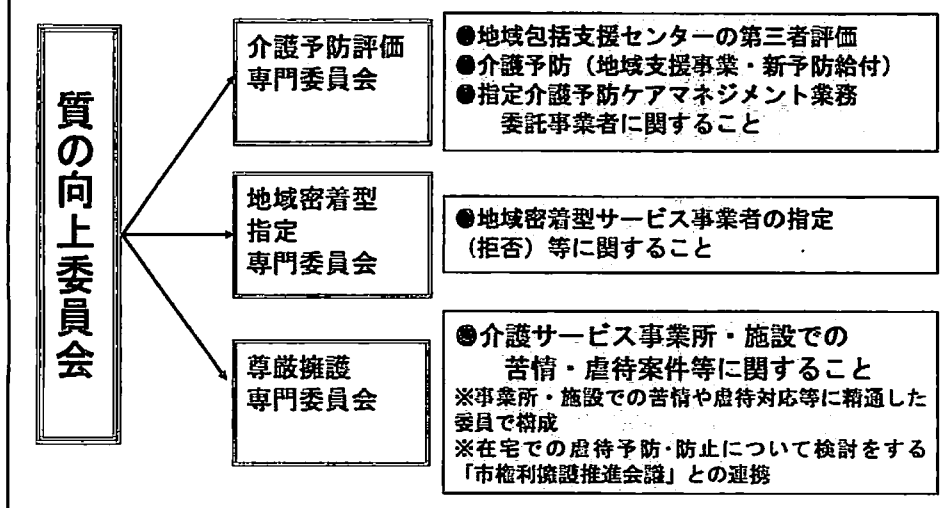 質の向上委員会
介護予防評価
専門委員会
●地域包括支援センターの第三者評価
●介護予防(地域支援事業・新予防給付)
●指定介護予防ケアマネジメント業務
委託事業者に関すること
地域密着型
指定
専門委員会
●地域密着型サービス事業者の指定
(拒否)等に関すること
尊厳擁護
専門委員会
●介護サービス事業所・施設での
苦情・虐待案件等に関すること
※事業所・施設での苦情や虐待対応等に精通した
委員で構成
※在宅での虐待予防・防止について検討をする
「市権利擁護推進会議」との連携